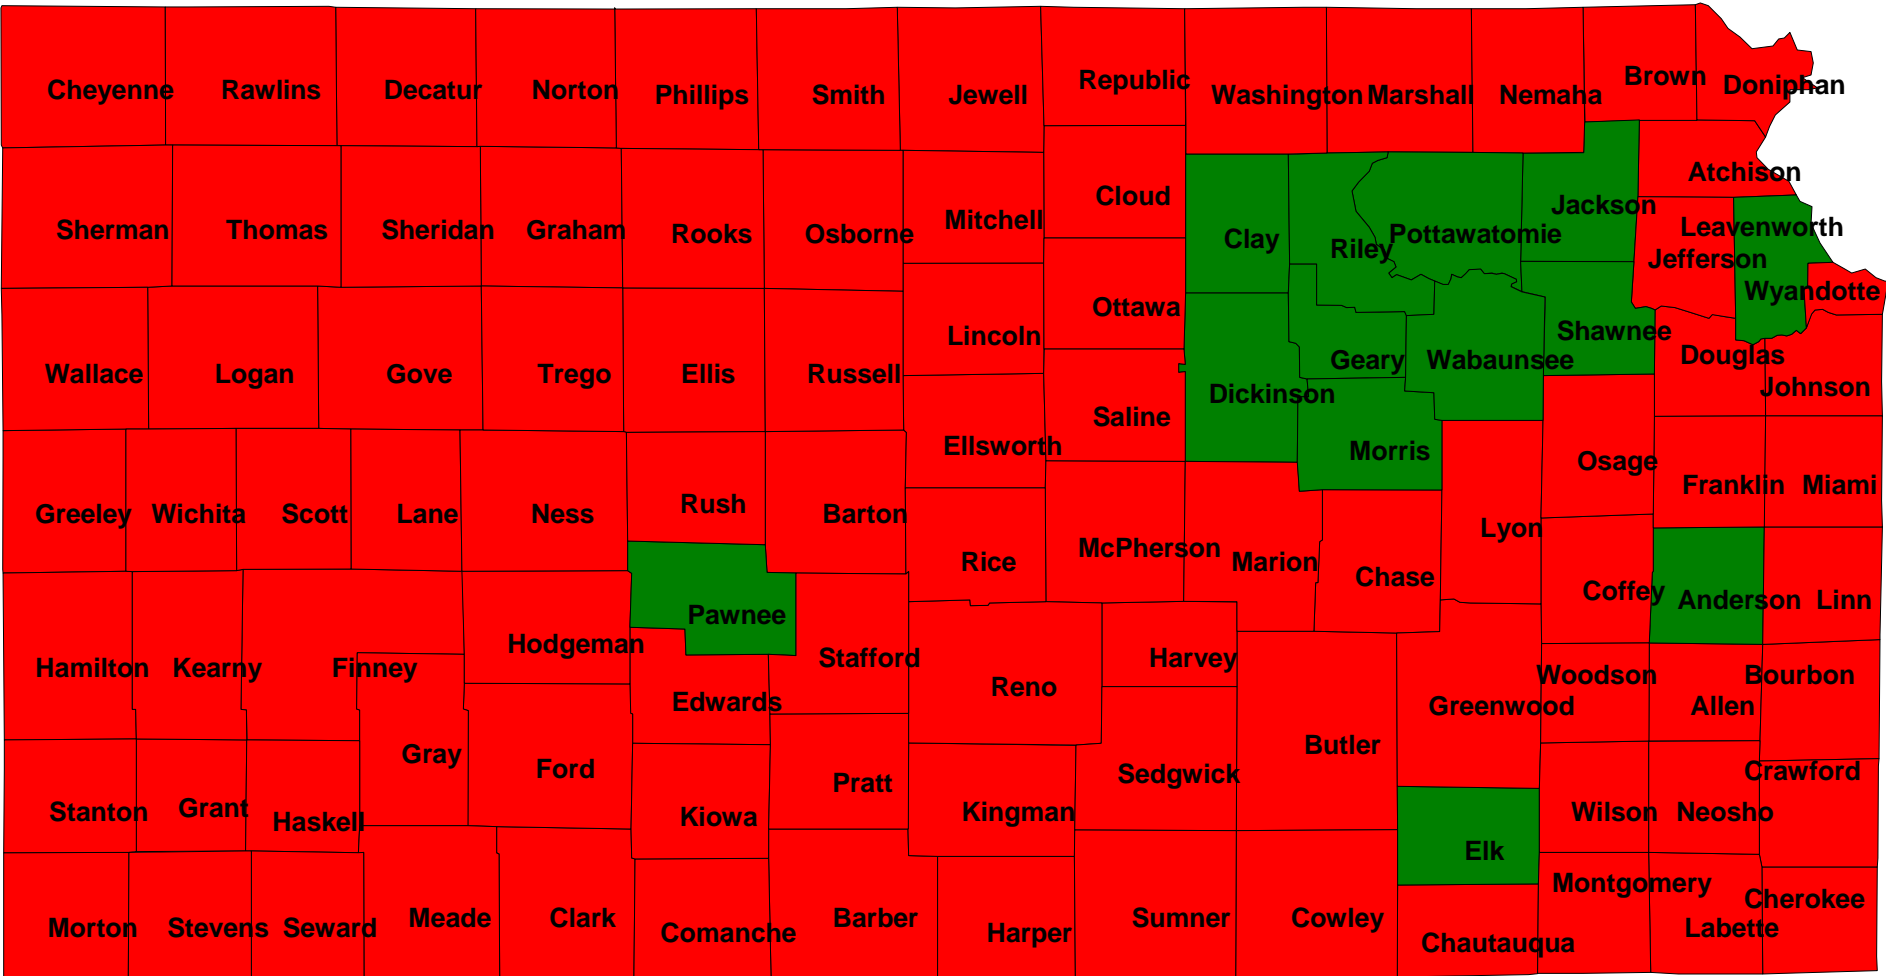 Cheyenne Rawlins Decatur Norton Phillips Smith Jewell Republic Washington Marshall Nemaha Brown Doniphan
Sherman Thomas Sheridan Graham Rooks Osborne Mitchell Cloud Clay Riley Pottawatomie Jackson Atchison
Leavenworth
Jefferson
Wyandotte
Wallace Logan Gove Trego Ellis Russell Lincoln Ottawa Dickinson Geary Wabaunsee Shawnee Douglas Johnson
Saline
Greeley Wichita Scott Lane Ness Rush Barton Ellsworth Morris Osage Franklin Miami
Rice McPherson Marion Chase Lyon Coffey Anderson Linn
Hamilton Kearny Finney Hodgeman Pawnee Stafford Reno Harvey Greenwood Woodson Allen Bourbon
Edwards
Gray Ford Kiowa Pratt Kingman Sedgwick Butler
Stanton Grant Haskell Elk Wilson Neosho Crawford
Morton Stevens Seward Meade Clark Comanche Barber Harper Sumner Cowley Chautauqua Montgomery Labette Cherokee